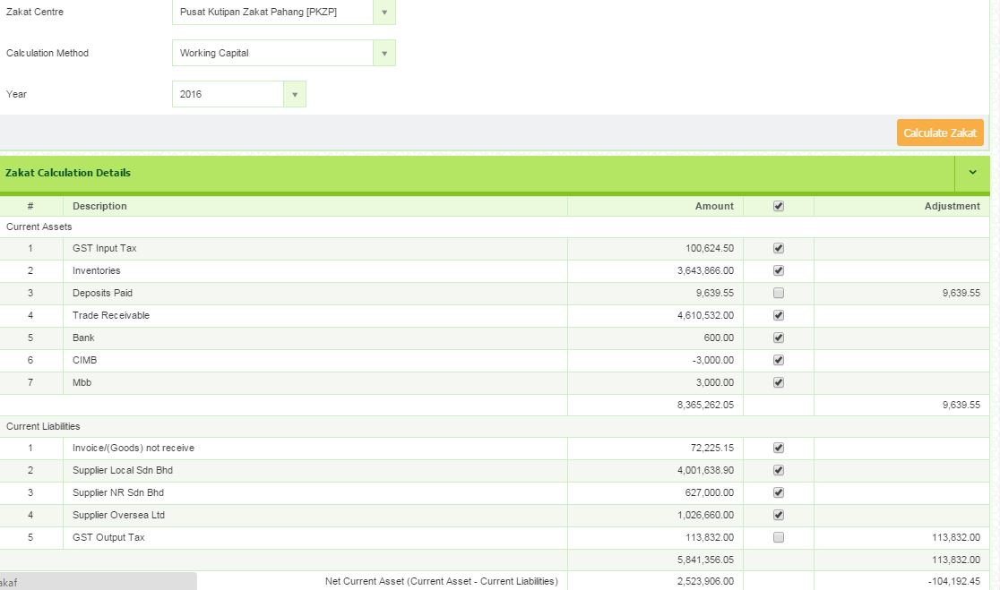 Zakat Centre Pusat Kutipan Zakat Pahang [PKZP]
Calculation Method Working Capital
Year 2016
Calculate Zakat
Zakat Calculation Details
# Description Amount Adjustment
Current Assets
1 GST Input Tax 100,624.50
2 Inventories 3,643,866.00
3 Deposits Paid 9,639.55 9,639.55
4 Trade Receivable 4,610,532.00
5 Bank 600.00
6 CIMB -3,000.00
7 Mbb 3,000.00
8,365,262.05 9,639.55
Current Liabilities
1 Invoice/(Goods) not receive 72,225.15
2 Supplier Local Sdn Bhd 4,001,638.90
3 Supplier NR Sdn Bhd 627,000.00
4 Supplier Oversea Ltd 1,026,660.00
5 GST Output Tax 113,832.00 113,832.00
5,841,356.05 113,832.00
akaf Net Current Asset (Current Asset - Current Liabilities) 2,523,906.00 -104,192.45